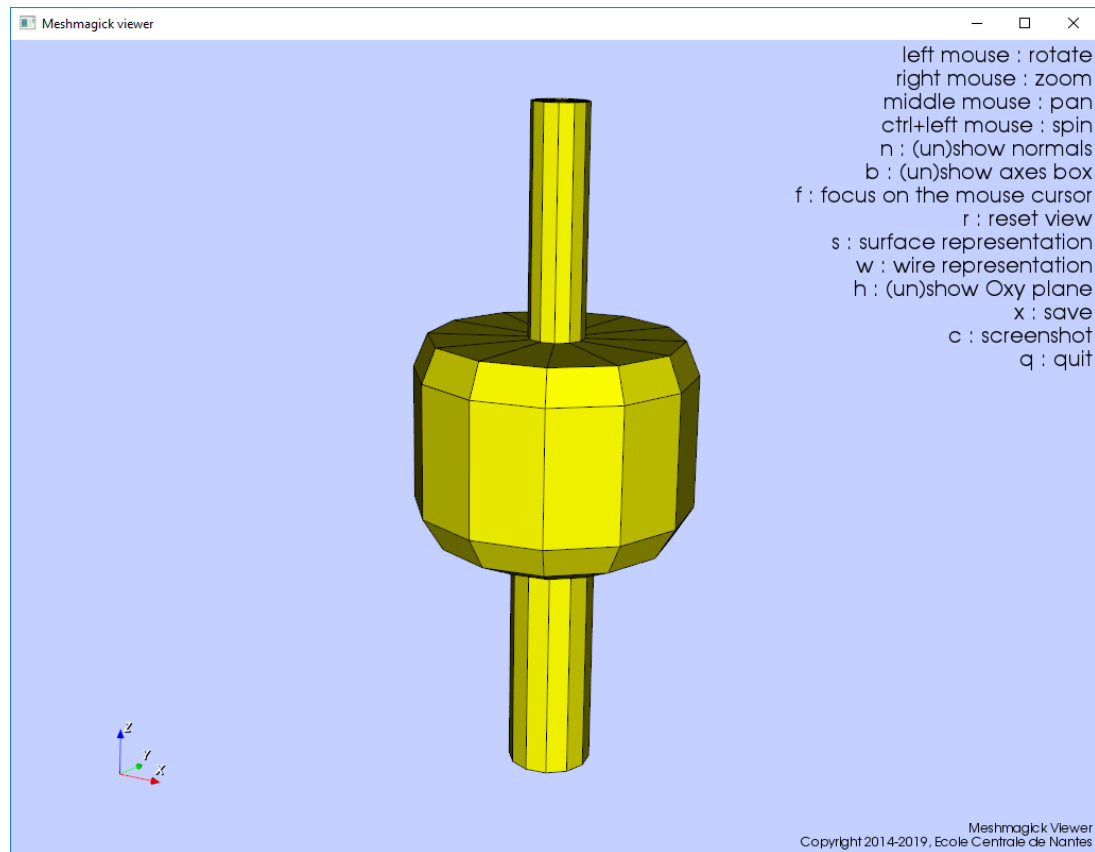 Meshmagick viewer
left mouse : rotate
right mouse : zoom
middle mouse : pan
ctrl+left mouse : spin
n : (un)show normals
b : (un)show axes box
f : focus on the mouse cursor
r : reset view
s : surface representation
w : wire representation
h : (un)show Oxy plane
x : save
c : screenshot
q : quit
Z
Y
X
Meshmagick Viewer
Copyright 2014-2019, Ecole Centrale de Nantes